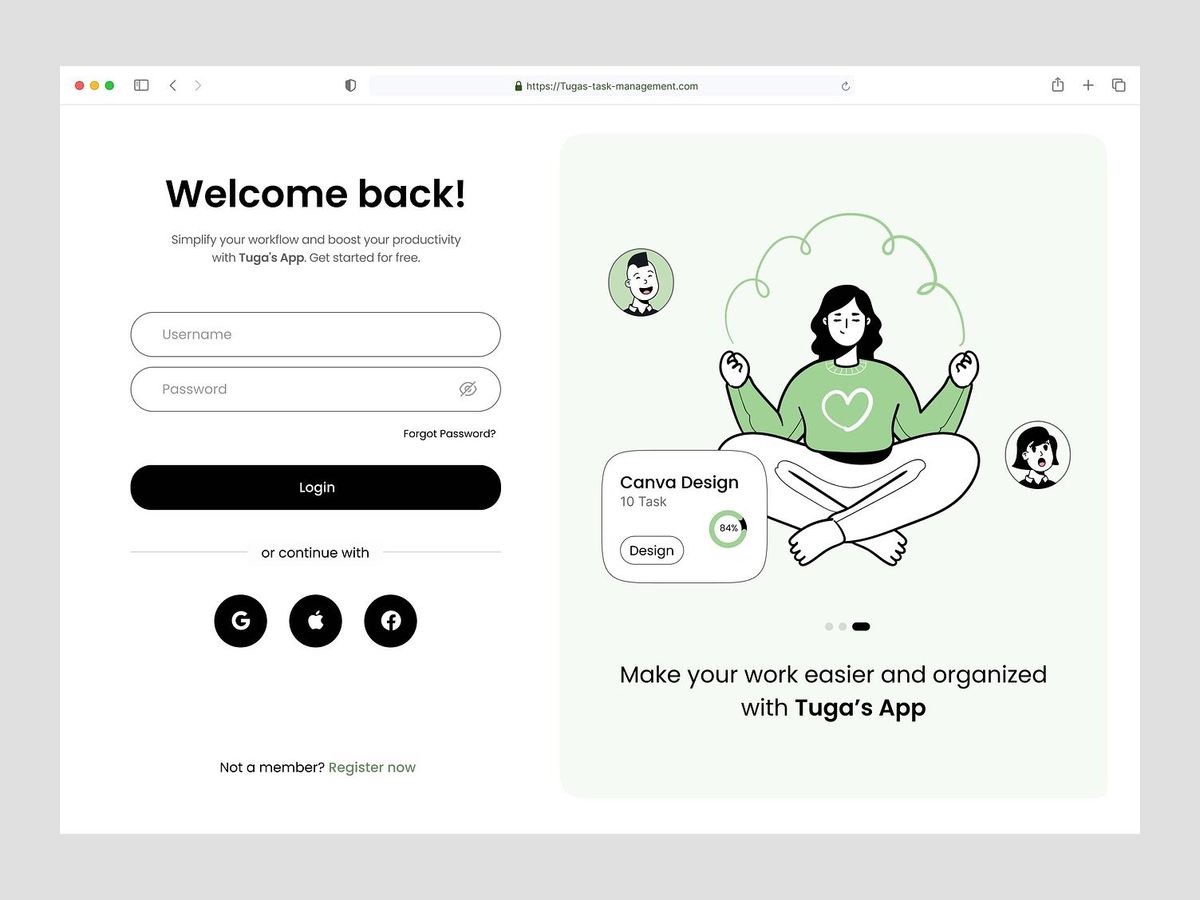 https://Tugas-task-management.com
Welcome back!
Simplify your workflow and boost your productivity
with Tuga's App. Get started for free.
Username
Password
Forgot Password?
Login
or continue with
G
Not a member? Register now
Canva Design
10 Task
84%
Design
Make your work easier and organized
with Tuga’s App